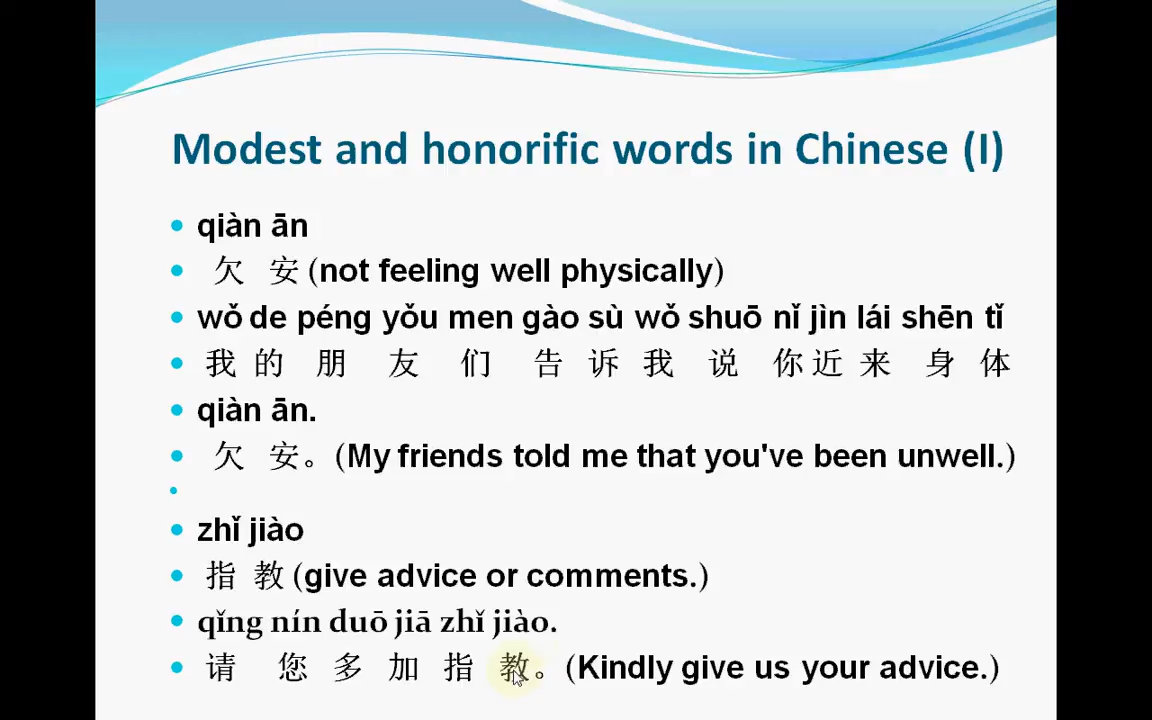 Modest and honorific words in Chinese (I)
qiàn ān
欠 安 (not feeling well physically)
wǒ de péng yǒu men gào sù wǒ shuō nǐ jìn lái shēn tǐ
我 的 朋 友 们 告 诉 我 说 你 近 来 身 体
qiàn ān.
欠 安。(My friends told me that you've been unwell.)
zhǐ jiào
指 教 (give advice or comments.)
qǐng nín duō jiā zhǐ jiào.
请 您 多 加 指 教。(Kindly give us your advice.)